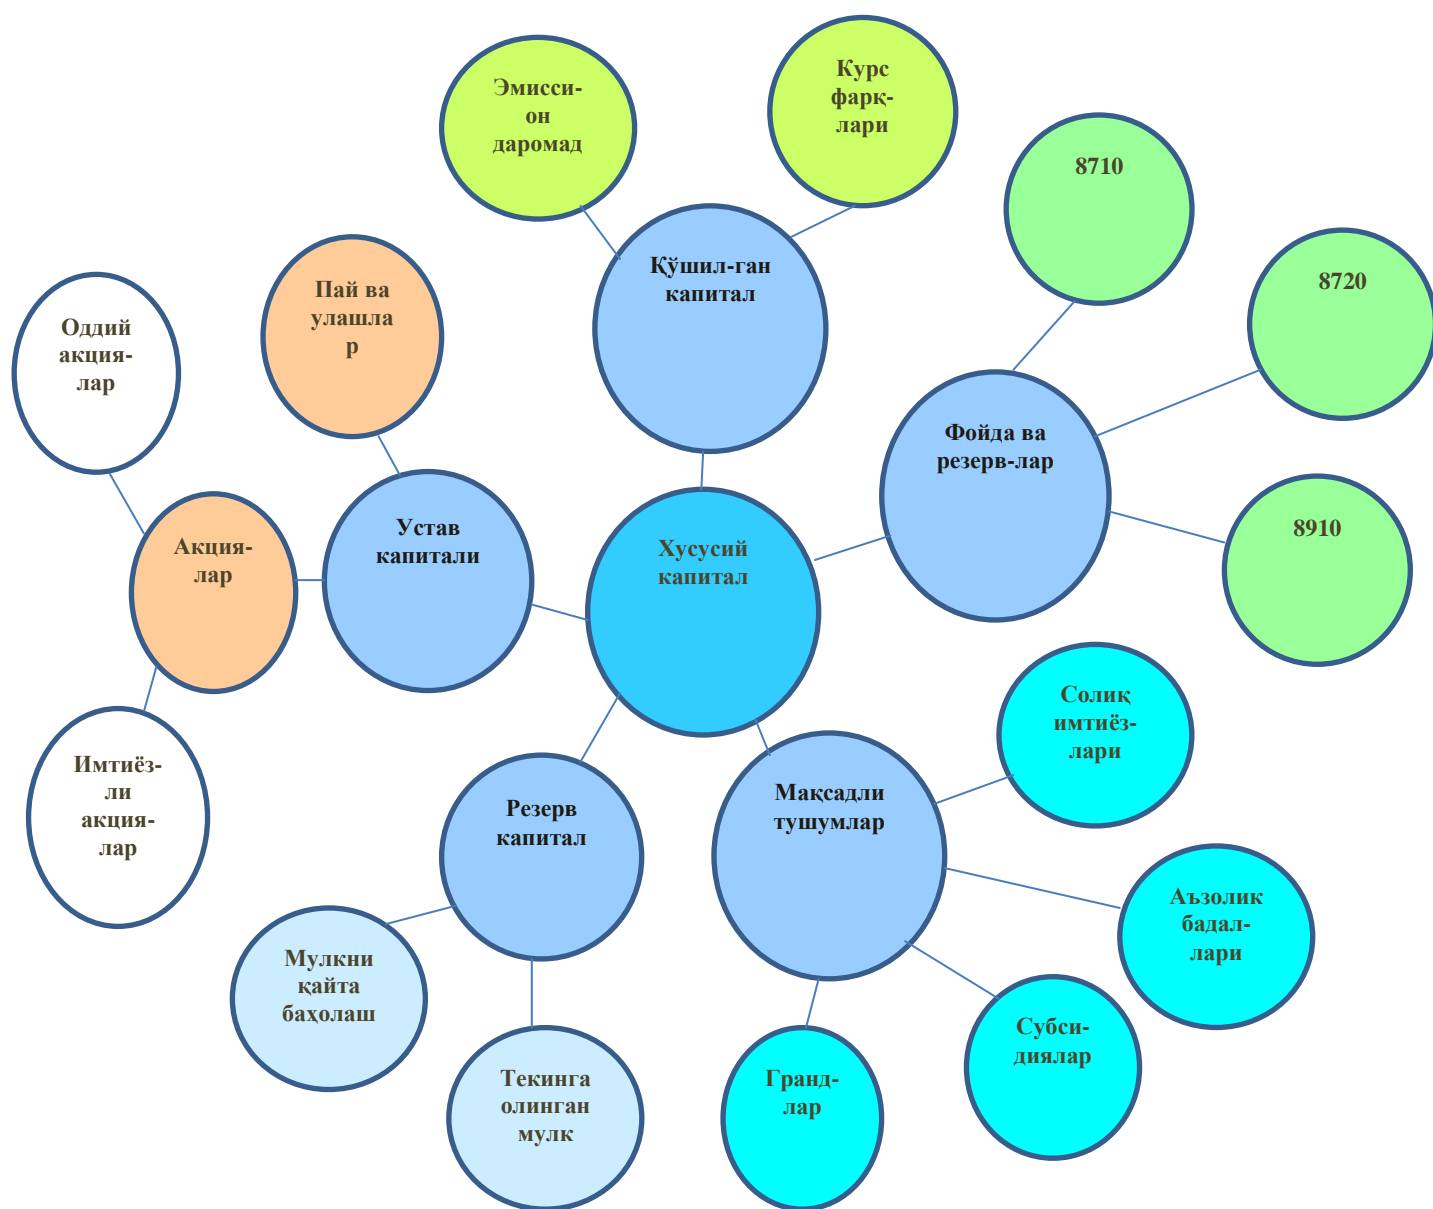 Эмисси-
он
даромад
Курс
фарқ-
лари
8710
8720
8910
Қўшил-ган
капитал
Пай ва
улашла
р
Оддий
акция-
лар
Акция-
лар
Устав
капитали
Хусусий
капитал
Фойда ва
резерв-лар
Имтиёз-
ли
акция-
лар
Резерв
капитал
Мақсадли
тушумлар
Солиқ
имтиёз-
лари
Аъзолик
бадал-
лари
Субси-
диялар
Гранд-
лар
Мулкни
қайта
баҳолаш
Текинга
олинган
мулк